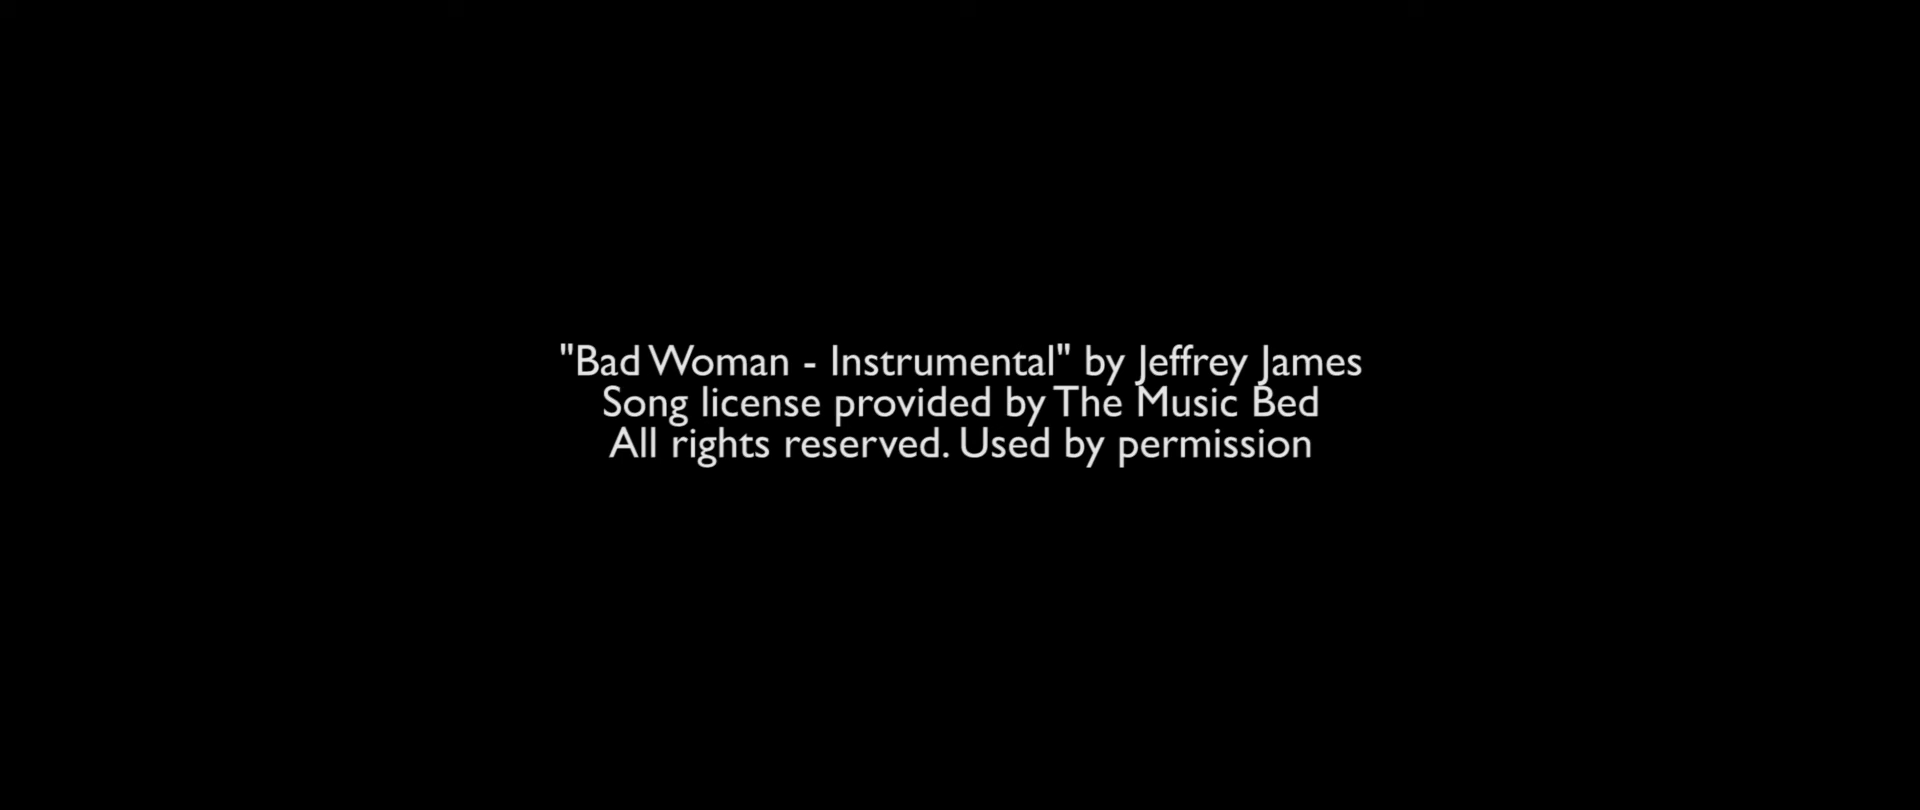 "Bad Woman - Instrumental" by Jeffrey James
Song license provided by The Music Bed
All rights reserved. Used by permission